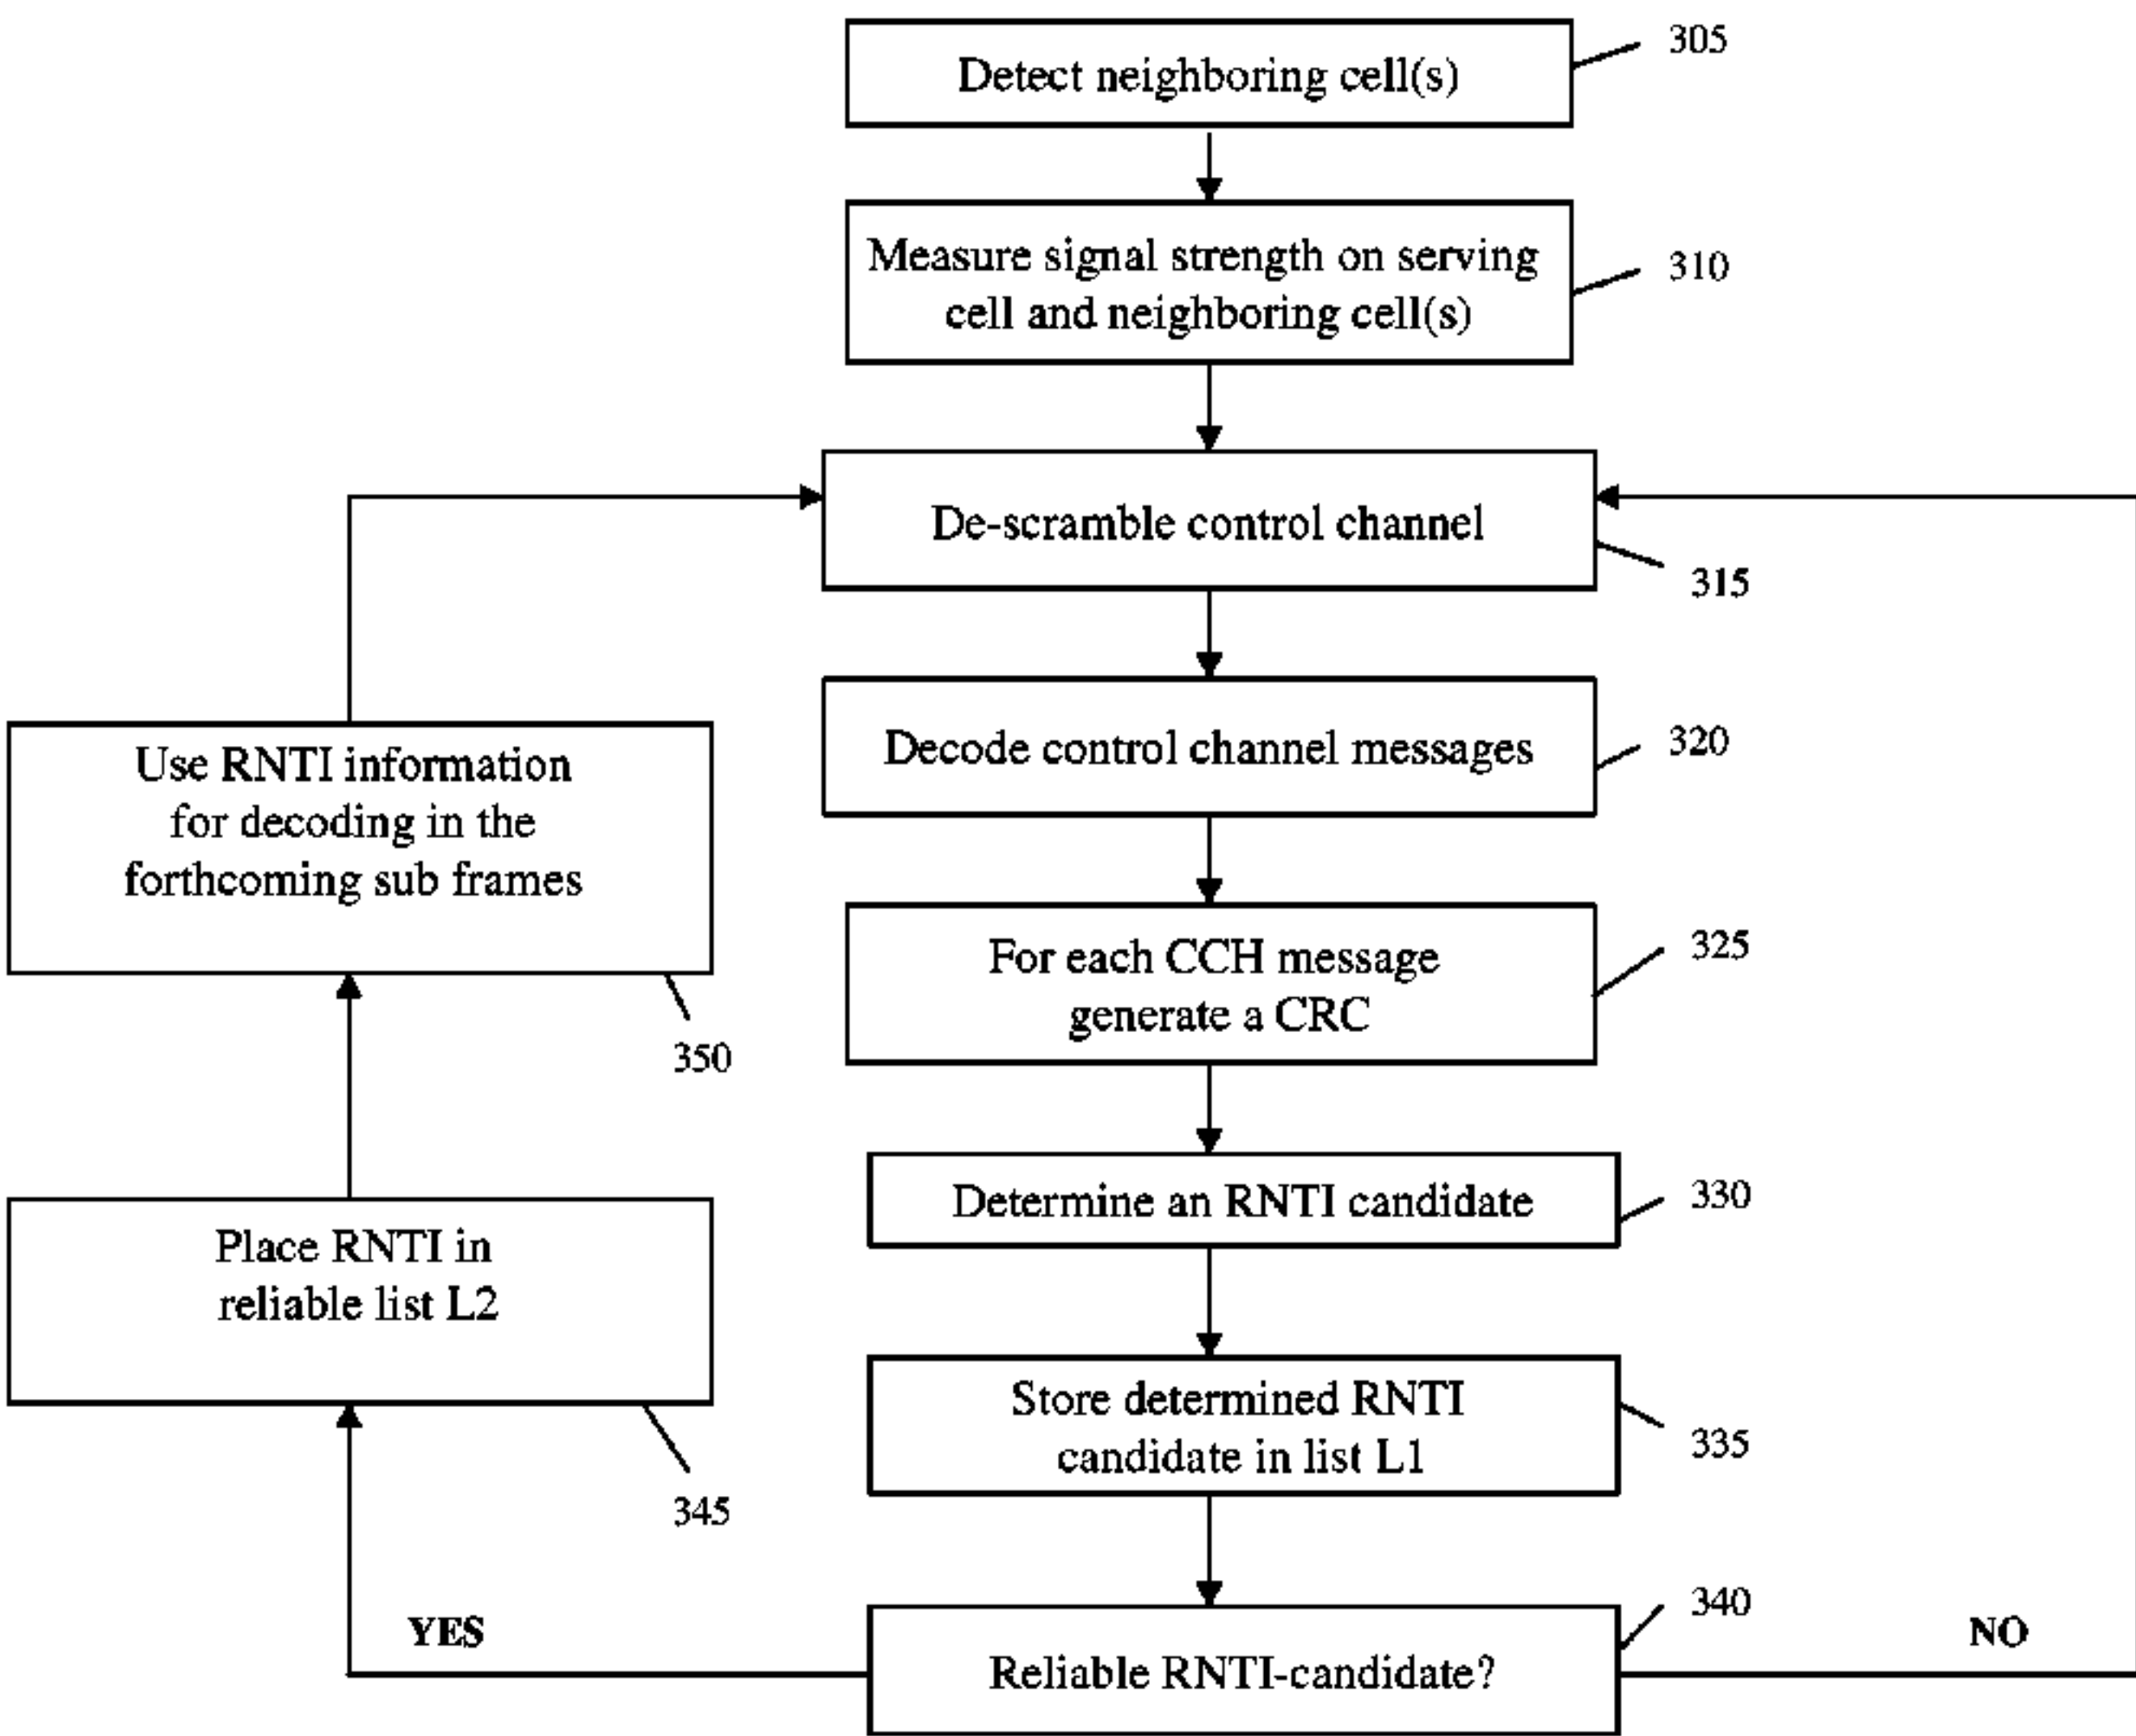 Detect neighboring cell(s)
305
Measure signal strength on serving
cell and neighboring cell(s)
310
De-scramble control channel
315
Decode control channel messages
320
For each CCH message
generate a CRC
325
Determine an RNTI candidate
330
Store determined RNTI
candidate in list L1
335
Reliable RNTI-candidate?
340
YES
NO
Place RNTI in
reliable list L2
345
Use RNTI information
for decoding in the
forthcoming sub frames
350